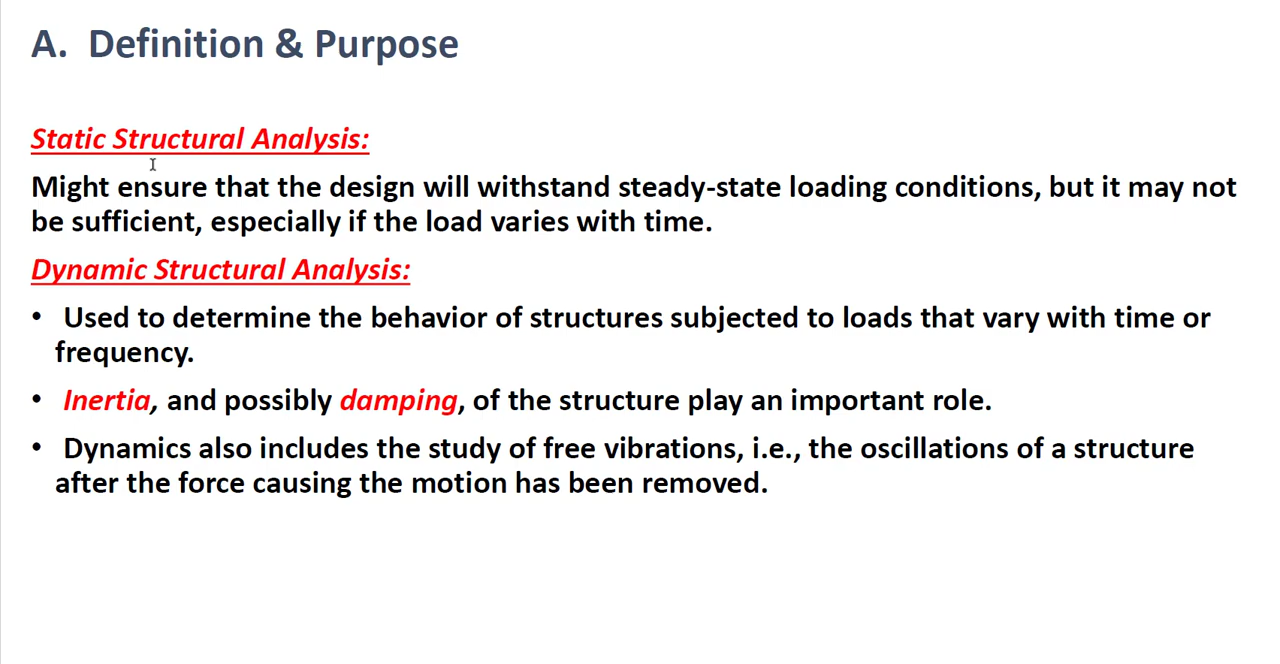 A. Definition & Purpose
Static Structural Analysis:
Might ensure that the design will withstand steady-state loading conditions, but it may not
be sufficient, especially if the load varies with time.
Dynamic Structural Analysis:
• Used to determine the behavior of structures subjected to loads that vary with time or
frequency.
• Inertia, and possibly damping, of the structure play an important role.
• Dynamics also includes the study of free vibrations, i.e., the oscillations of a structure
after the force causing the motion has been removed.